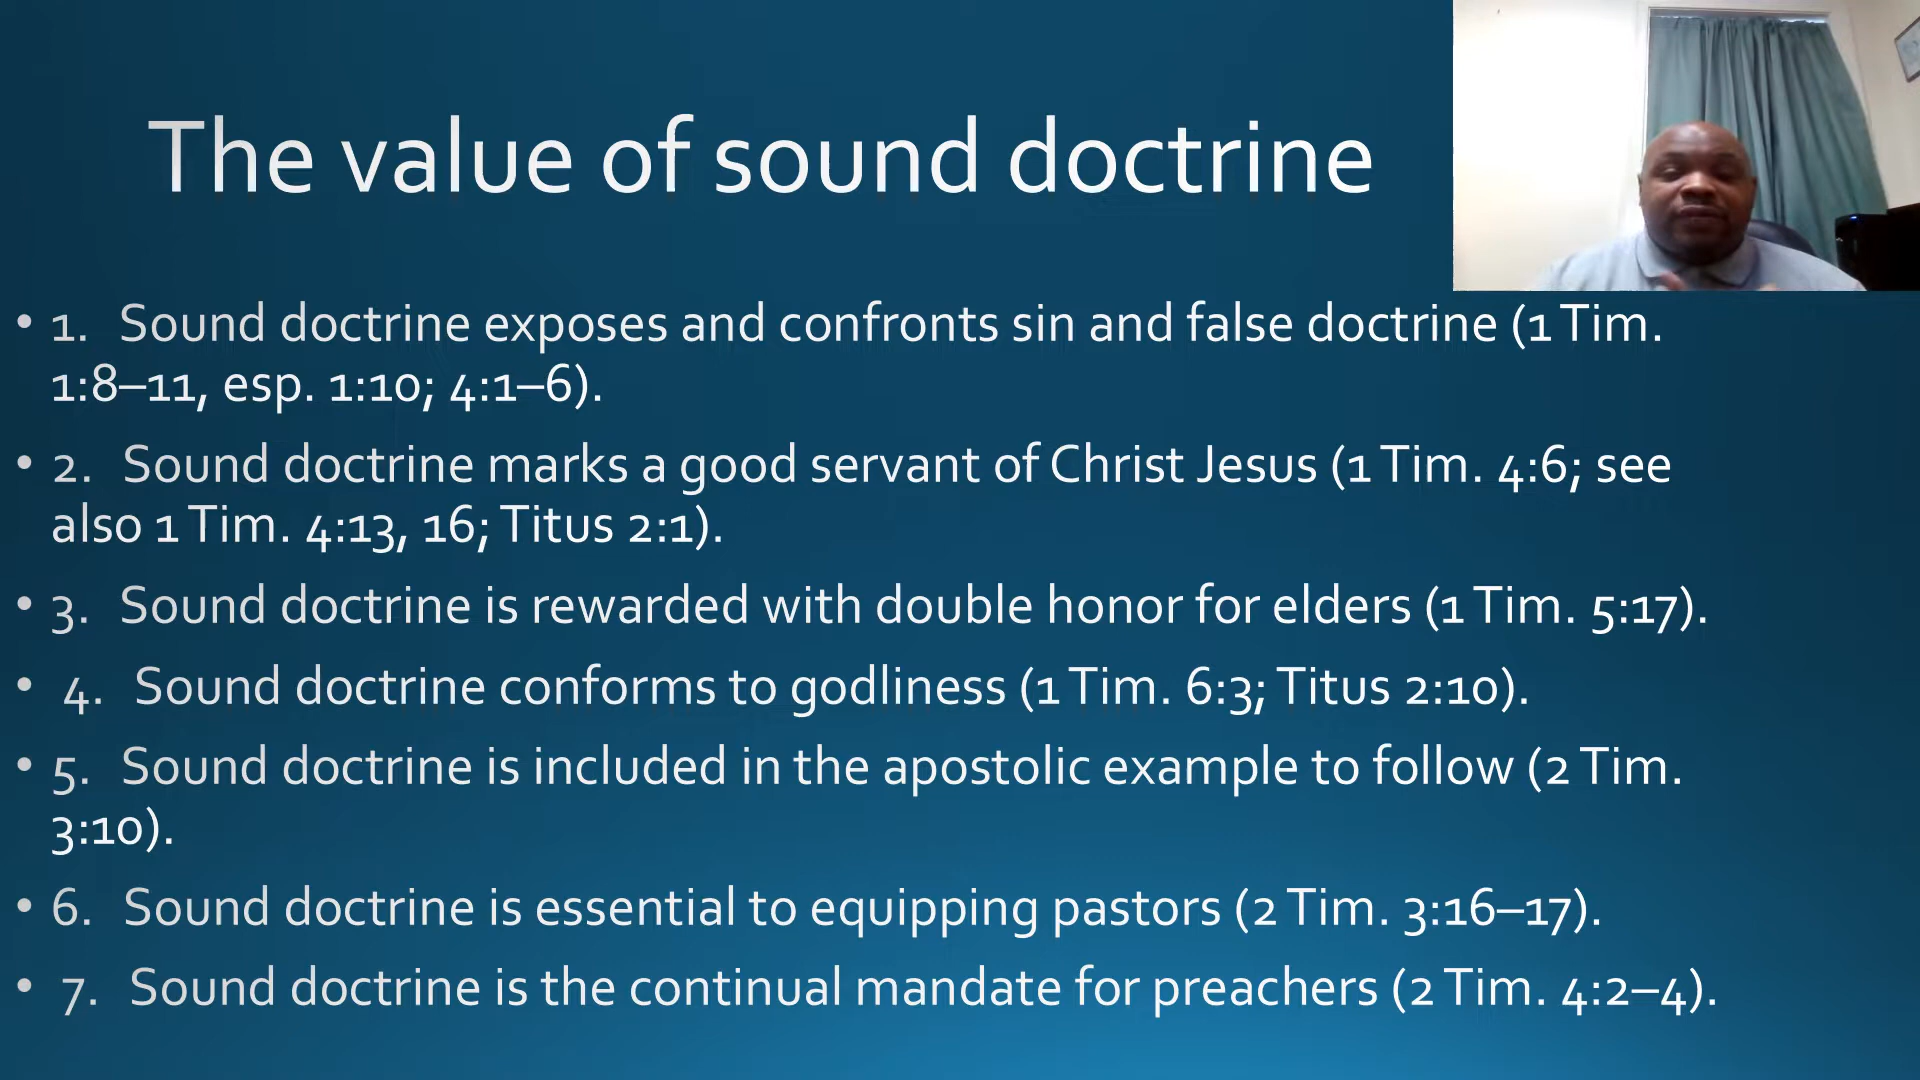 The value of sound doctrine
• 1. Sound doctrine exposes and confronts sin and false doctrine (1 Tim.
1:8–11, esp. 1:10; 4:1–6).
• 2. Sound doctrine marks a good servant of Christ Jesus (1 Tim. 4:6; see
also 1 Tim. 4:13, 16; Titus 2:1).
• 3. Sound doctrine is rewarded with double honor for elders (1 Tim. 5:17).
• 4. Sound doctrine conforms to godliness (1 Tim. 6:3; Titus 2:10).
• 5. Sound doctrine is included in the apostolic example to follow (2 Tim.
3:10).
• 6. Sound doctrine is essential to equipping pastors (2 Tim. 3:16–17).
• 7. Sound doctrine is the continual mandate for preachers (2 Tim. 4:2–4).